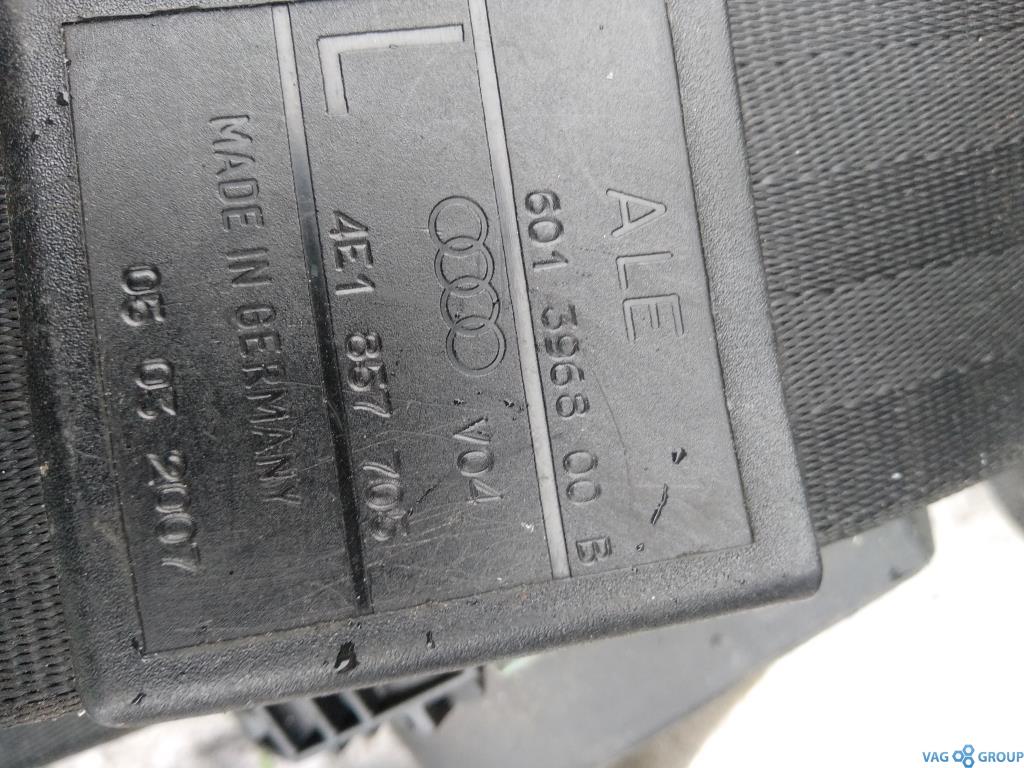 ALE
601 3968 00 B
V04
L
4E1 857 705
MADE IN GERMANY
05 03 2007
VAG GROUP